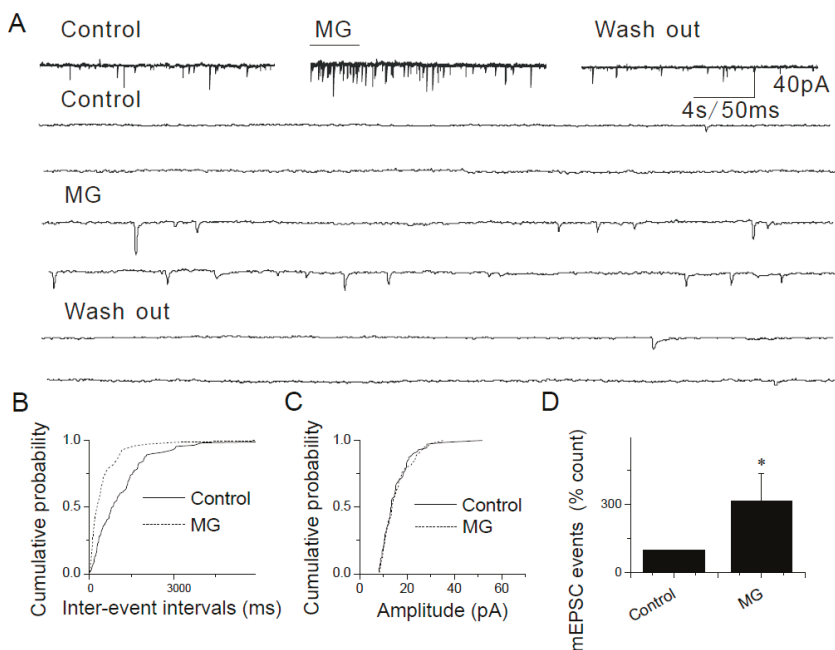 A
Control
MG
Wash out
40pA
4s/50ms
Control
MG
Wash out
B
Cumulative probability
1.0
0.5
0.0
Control
MG
0
3000
Inter-event intervals (ms)
C
Cumulative probability
1.0
0.5
0.0
Control
MG
0
20
40
60
Amplitude (pA)
D
mEPSC events (% count)
300
0
*
Control
MG